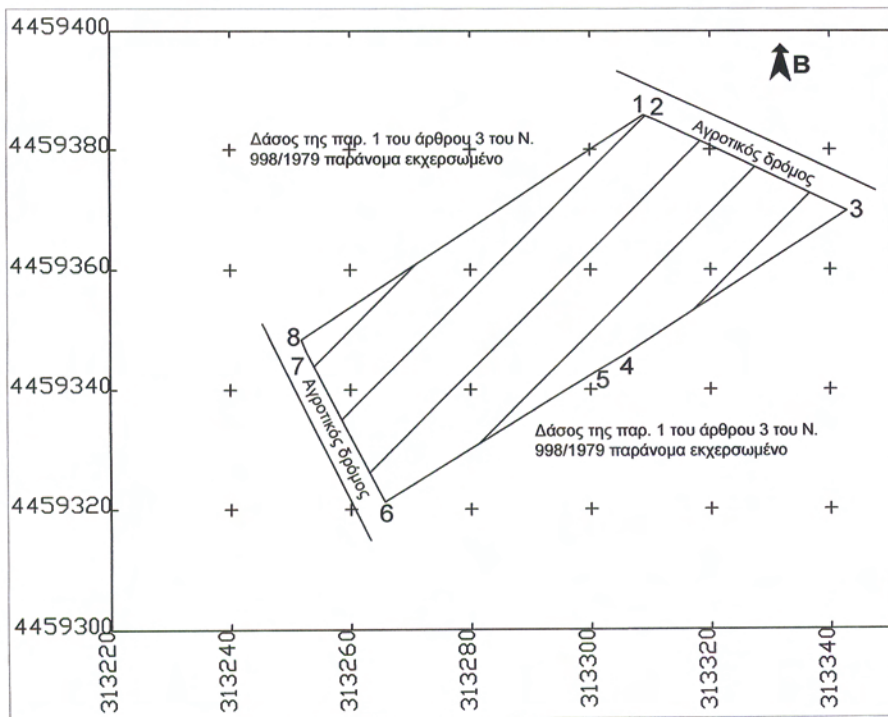 4459400
B
1 2
Δάσος της παρ. 1 του άρθρου 3 του Ν.
998/1979 παράνομα εκχερσωμένο
Αγροτικός δρόμος
4459380
3
4459360
8
7
Αγροτικός δρόμος
4
5
4459340
Δάσος της παρ. 1 του άρθρου 3 του Ν.
998/1979 παράνομα εκχερσωμένο
6
4459320
4459300
313220
313240
313260
313280
313300
313320
313340